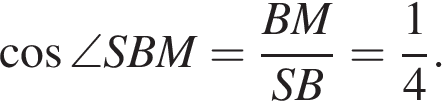 cos ∠SBM = BM/SB = 1/4.